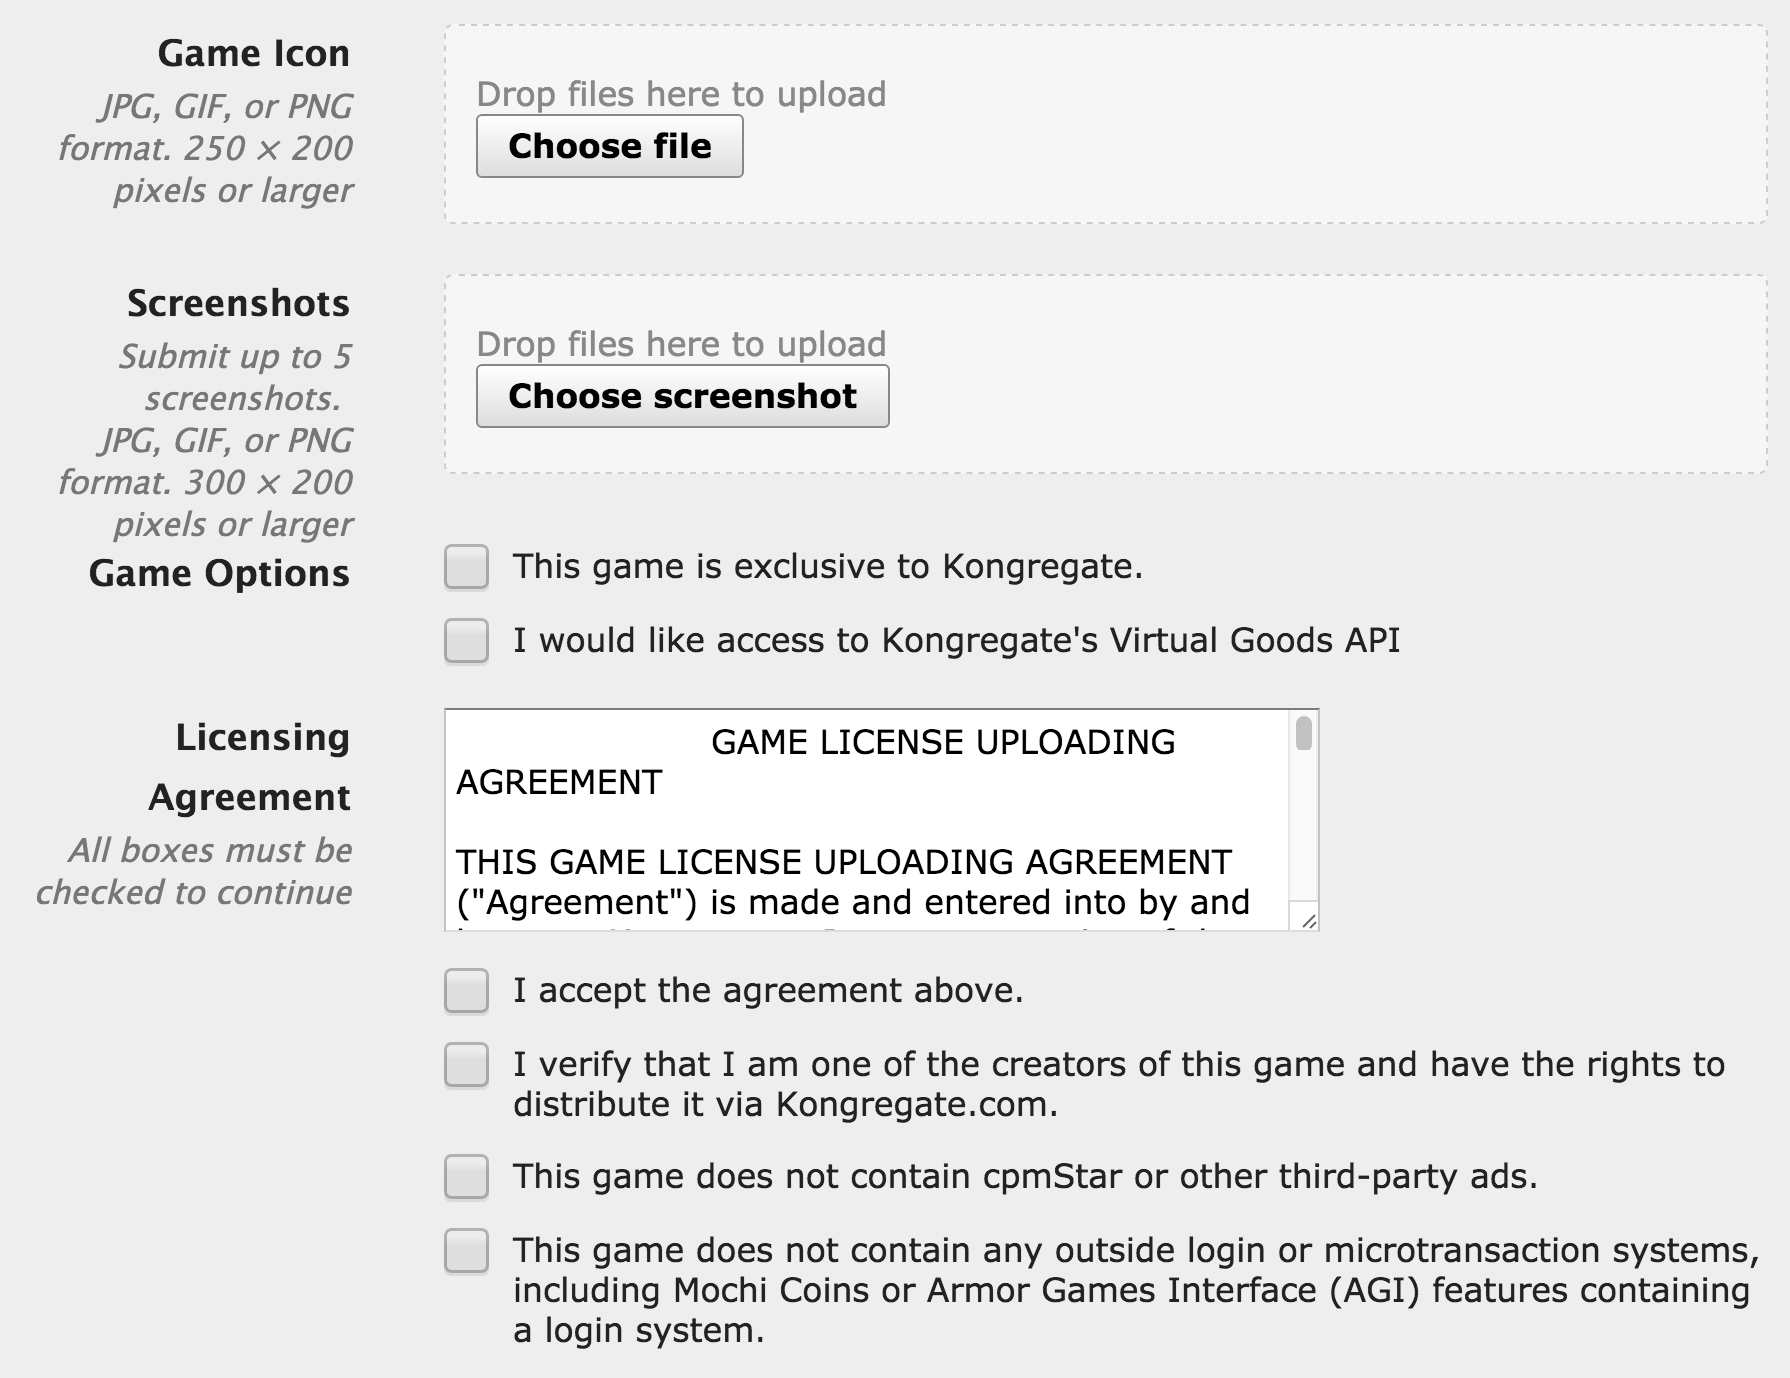 Game Icon
JPG, GIF, or PNG
format. 250 × 200
pixels or larger
Drop files here to upload
Choose file
Screenshots
Submit up to 5
screenshots.
JPG, GIF, or PNG
format. 300 × 200
pixels or larger
Drop files here to upload
Choose screenshot
Game Options
This game is exclusive to Kongregate.
I would like access to Kongregate's Virtual Goods API
Licensing
Agreement
All boxes must be
checked to continue
GAME LICENSE UPLOADING
AGREEMENT
THIS GAME LICENSE UPLOADING AGREEMENT
("Agreement") is made and entered into by and
I accept the agreement above.
I verify that I am one of the creators of this game and have the rights to
distribute it via Kongregate.com.
This game does not contain cpmStar or other third-party ads.
This game does not contain any outside login or microtransaction systems,
including Mochi Coins or Armor Games Interface (AGI) features containing
a login system.